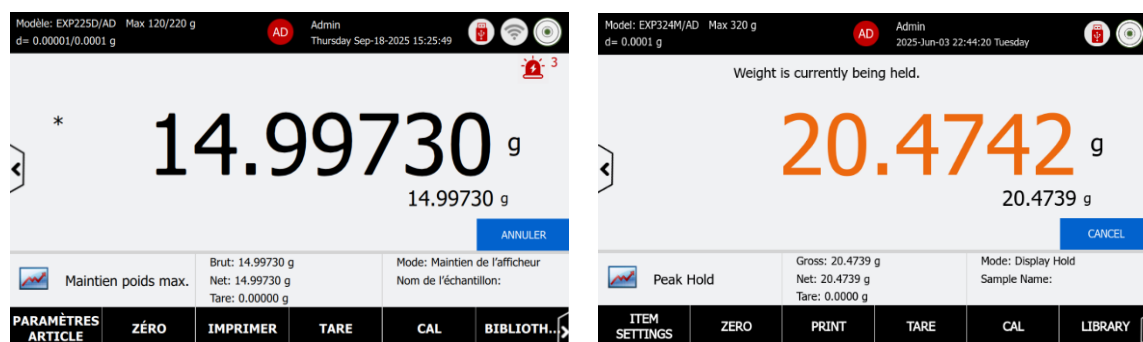 Modèle: EXP225D/AD Max 120/220 g
d= 0.00001/0.0001 g
AD
Admin
Thursday Sep-18-2025 15:25:49
3
*
14.99730 g
14.99730 g
ANNULER
Maintien poids max.
Brut: 14.99730 g
Net: 14.99730 g
Tare: 0.00000 g
Mode: Maintien de l'afficheur
Nom de l'échantillon:
PARAMÈTRES
ARTICLE
ZÉRO
IMPRIMER
TARE
CAL
BIBLIOTH...
Model: EXP324M/AD Max 320 g
d= 0.0001 g
AD
Admin
2025-Jun-03 22:44:20 Tuesday
Weight is currently being held.
20.4742 g
20.4739 g
CANCEL
Peak Hold
Gross: 20.4739 g
Net: 20.4739 g
Tare: 0.0000 g
Mode: Display Hold
Sample Name:
ITEM
SETTINGS
ZERO
PRINT
TARE
CAL
LIBRARY